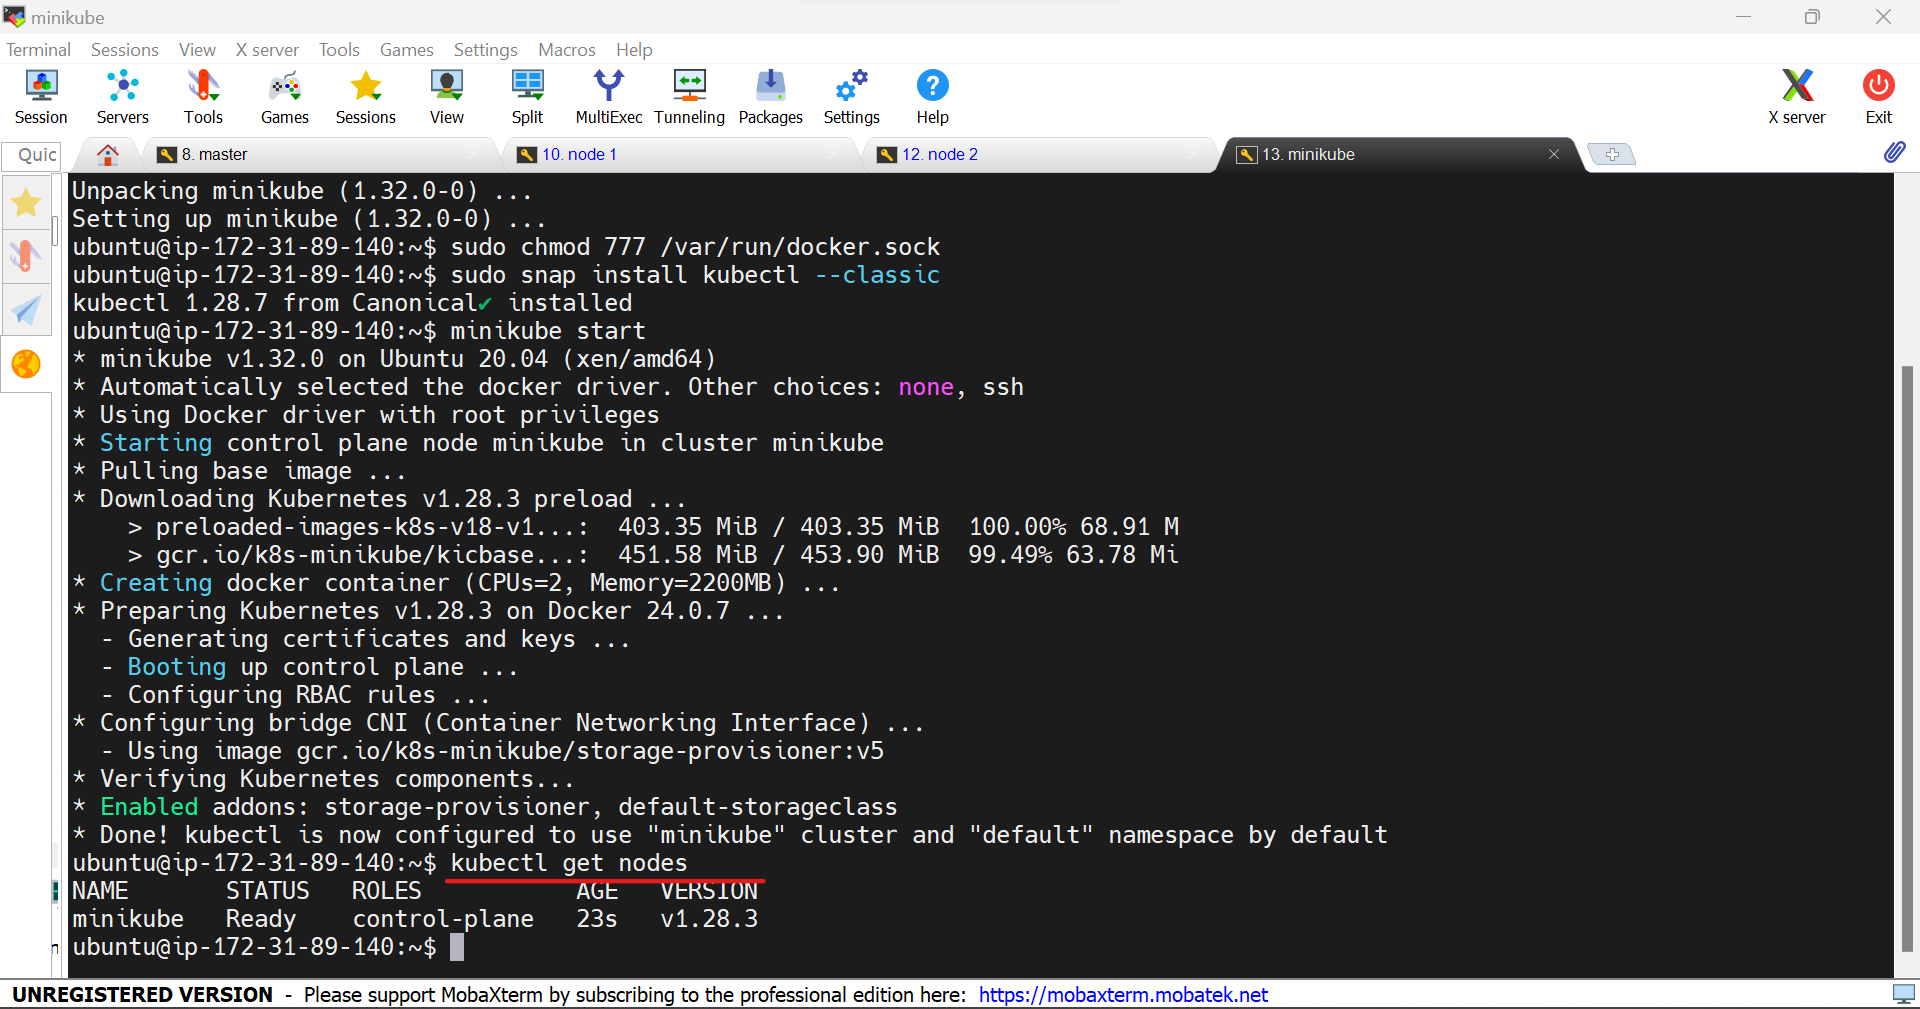 minikube
Terminal Sessions View X server Tools Games Settings Macros Help
Session Servers Tools Games Sessions View Split MultiExec Tunneling Packages Settings Help X server Exit
Quic 8. master 10. node 1 12. node 2 13. minikube
Unpacking minikube (1.32.0-0) ...
Setting up minikube (1.32.0-0) ...
ubuntu@ip-172-31-89-140:~$ sudo chmod 777 /var/run/docker.sock
ubuntu@ip-172-31-89-140:~$ sudo snap install kubectl --classic
kubectl 1.28.7 from Canonical✔ installed
ubuntu@ip-172-31-89-140:~$ minikube start
* minikube v1.32.0 on Ubuntu 20.04 (xen/amd64)
* Automatically selected the docker driver. Other choices: none, ssh
* Using Docker driver with root privileges
* Starting control plane node minikube in cluster minikube
* Pulling base image ...
* Downloading Kubernetes v1.28.3 preload ...
    > preloaded-images-k8s-v18-v1...:  403.35 MiB / 403.35 MiB  100.00% 68.91 M
    > gcr.io/k8s-minikube/kicbase...:  451.58 MiB / 453.90 MiB  99.49% 63.78 Mi
* Creating docker container (CPUs=2, Memory=2200MB) ...
* Preparing Kubernetes v1.28.3 on Docker 24.0.7 ...
  - Generating certificates and keys ...
  - Booting up control plane ...
  - Configuring RBAC rules ...
* Configuring bridge CNI (Container Networking Interface) ...
  - Using image gcr.io/k8s-minikube/storage-provisioner:v5
* Verifying Kubernetes components...
* Enabled addons: storage-provisioner, default-storageclass
* Done! kubectl is now configured to use "minikube" cluster and "default" namespace by default
ubuntu@ip-172-31-89-140:~$ kubectl get nodes
NAME       STATUS   ROLES           AGE   VERSION
minikube   Ready    control-plane   23s   v1.28.3
ubuntu@ip-172-31-89-140:~$
UNREGISTERED VERSION - Please support MobaXterm by subscribing to the professional edition here: https://mobaxterm.mobatek.net